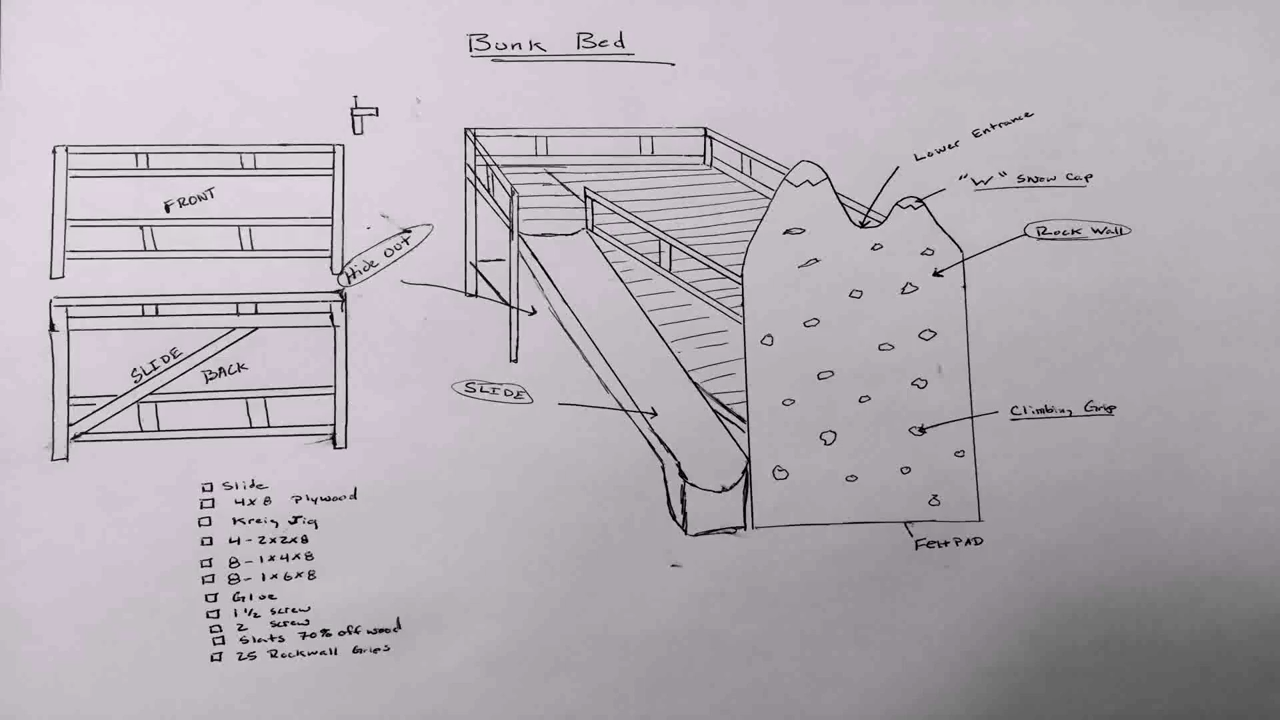 Bunk Bed
Lower Entrance
"W" Snow Cap
FRONT
Rock Wall
Hide Out
SLIDE
BACK
SLIDE
Climbing Grip
Felt PAD
Slide
4x8 Plywood
Kreig Jig
4-2x2x8
8-1x4x8
8-1x6x8
Glue
1 1/2 screw
2 screw
Slats 70% off wood
25 Rockwall Grips